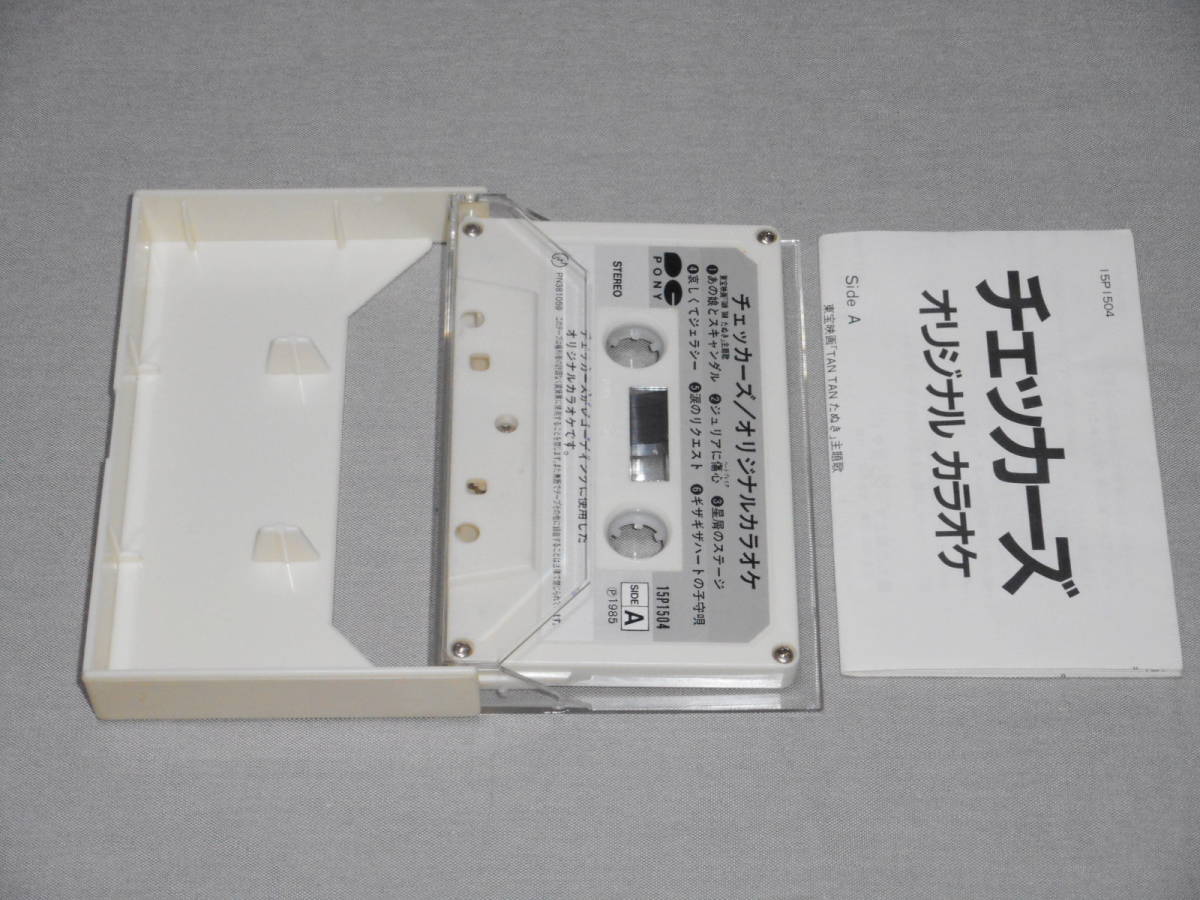 PONY
STEREO
チェッカーズ/オリジナルカラオケ
東宝映画「TAN TAN たぬき」主題歌
❶あの娘とスキャンダル ❷ジュリアに傷心 ❸星屑のステージ
❹哀しくてジェラシー ❺涙のリクエスト ❻ギザギザハートの子守唄
15P1504
SIDE A
Ⓟ1985
チェッカーズがレコーディングに使用した
オリジナルカラオケです。
15P1504
チェッカーズ
オリジナル カラオケ
Side A
東宝映画「TAN TAN たぬき」主題歌